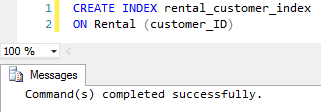 1 CREATE INDEX rental_customer_index
2 ON Rental (customer_ID)
100 %
Messages
Command(s) completed successfully.